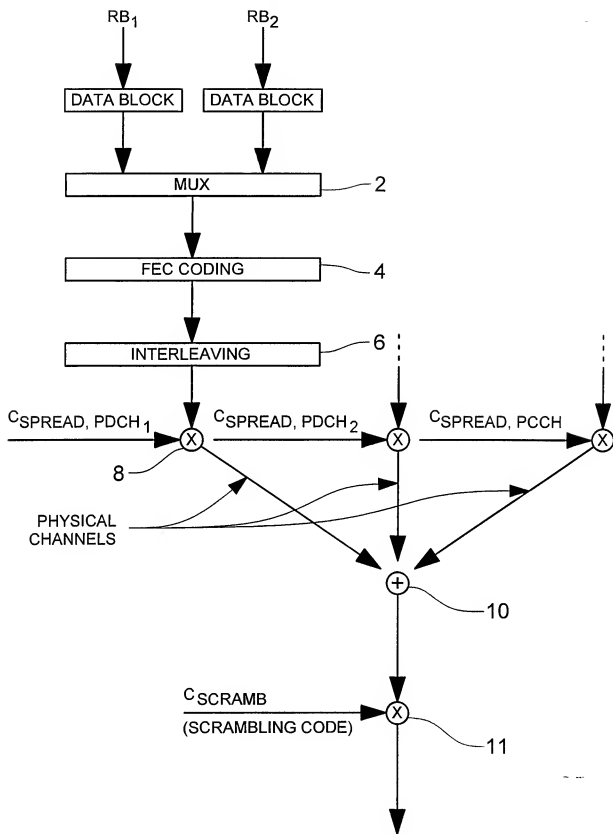 RB1 RB2
DATA BLOCK DATA BLOCK
MUX 2
FEC CODING 4
INTERLEAVING 6
CSPREAD, PDCH1 CSPREAD, PDCH2 CSPREAD, PCCH
X X X
8
PHYSICAL
CHANNELS
+ 10
CSCRAMB
(SCRAMBLING CODE) X 11